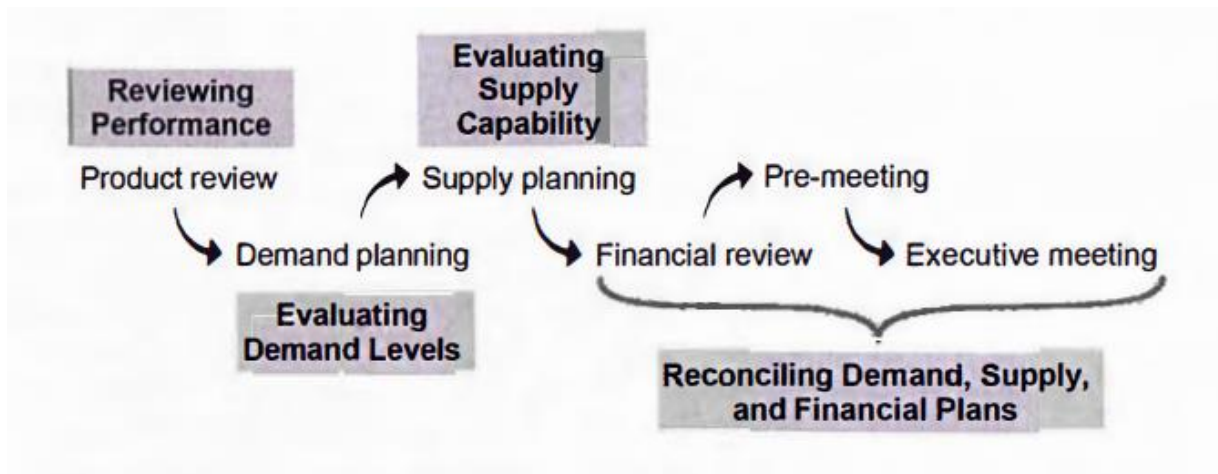 Reviewing
Performance
Product review
Demand planning
Evaluating
Demand Levels
Evaluating
Supply
Capability
Supply planning
Financial review
Pre-meeting
Executive meeting
Reconciling Demand, Supply,
and Financial Plans